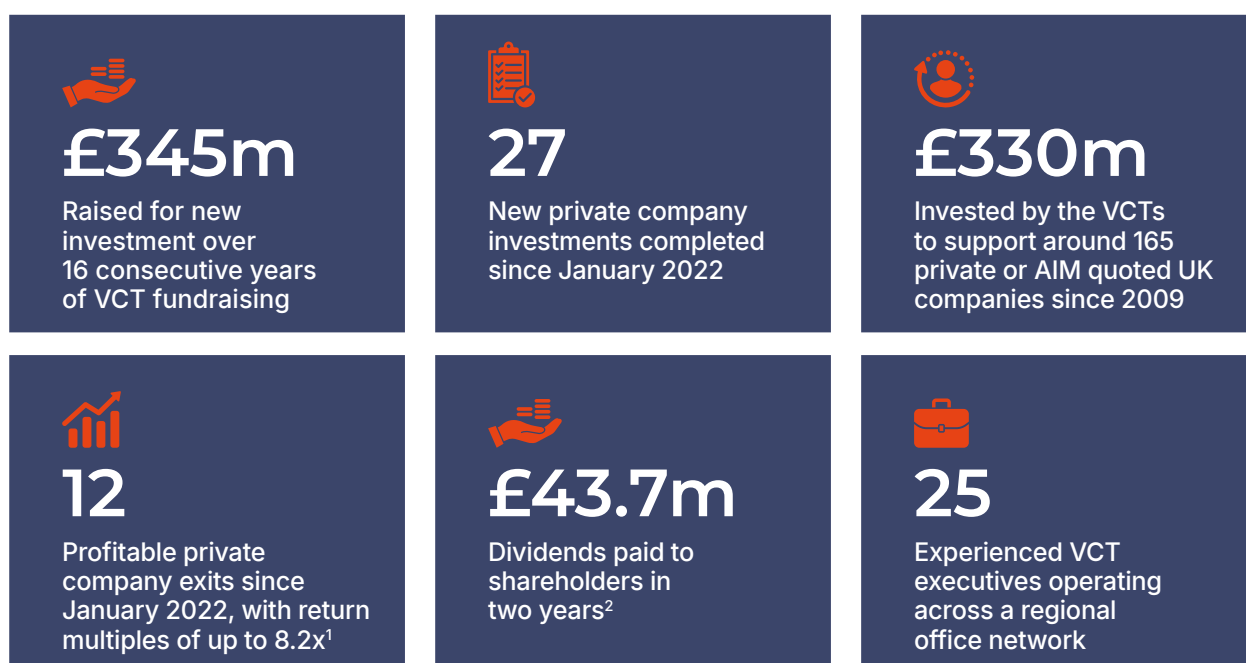 £345m
Raised for new
investment over
16 consecutive years
of VCT fundraising
27
New private company
investments completed
since January 2022
£330m
Invested by the VCTs
to support around 165
private or AIM quoted UK
companies since 2009
12
Profitable private
company exits since
January 2022, with return
multiples of up to 8.2x¹
£43.7m
Dividends paid to
shareholders in
two years²
25
Experienced VCT
executives operating
across a regional
office network